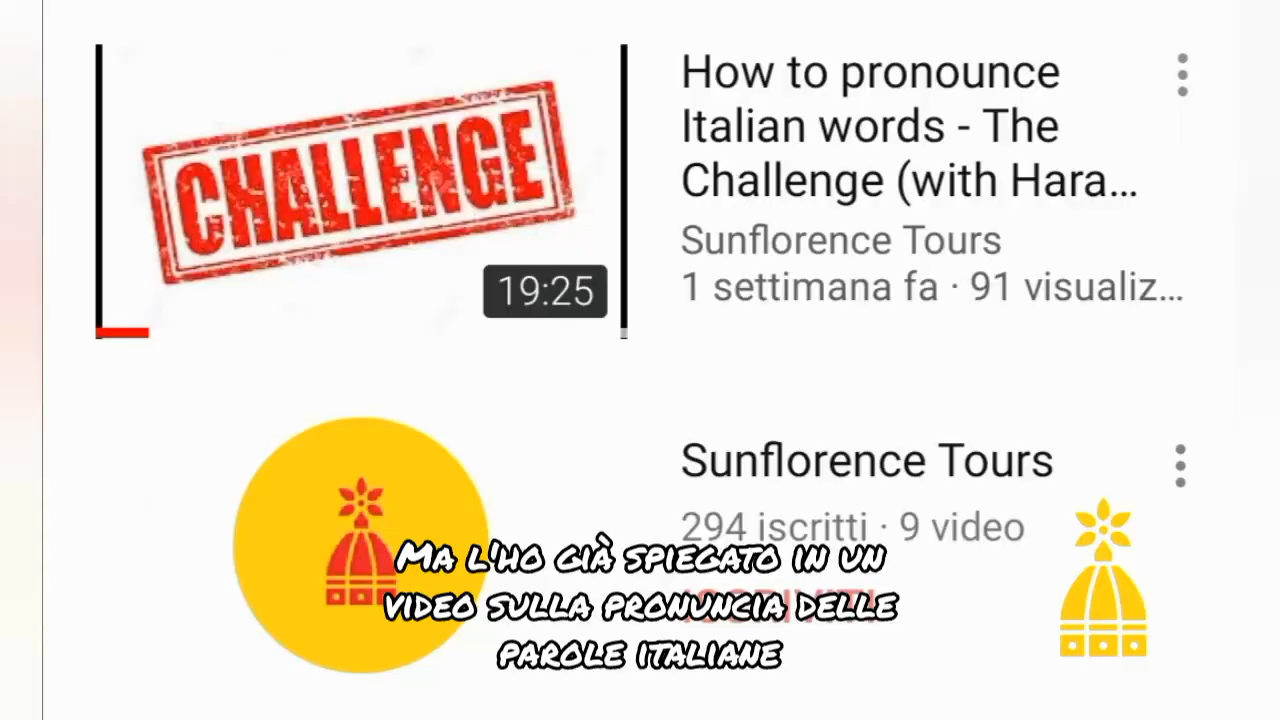 CHALLENGE
19:25
How to pronounce
Italian words - The
Challenge (with Hara...
Sunflorence Tours
1 settimana fa · 91 visualiz...
Sunflorence Tours
294 iscritti · 9 video
ISCRIVITI
Ma l'ho già spiegato in un
video sulla pronuncia delle
parole italiane